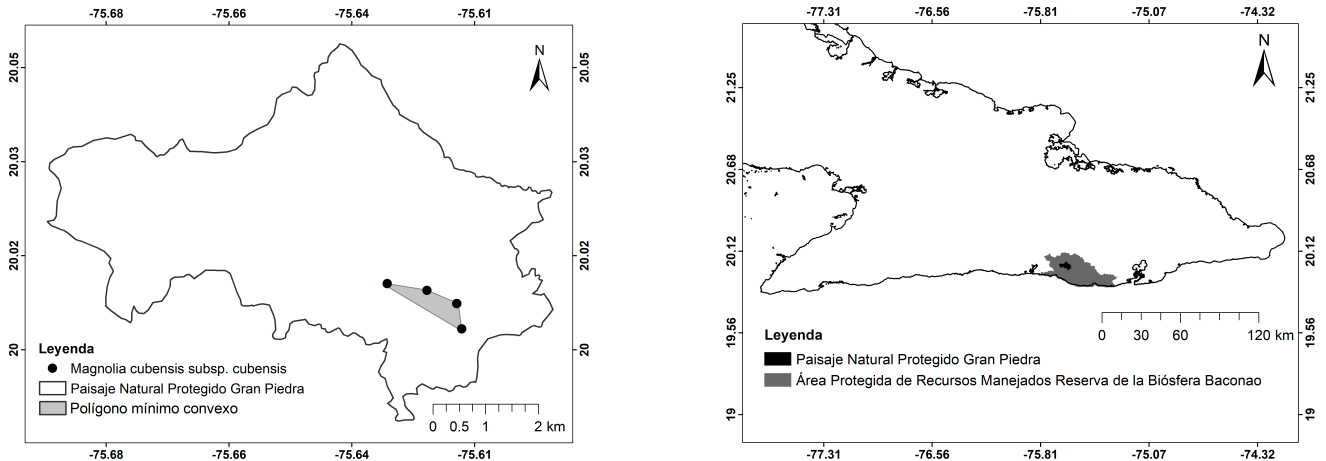 -75.68 -75.66 -75.64 -75.61
20.05 20.05
20.03 20.03
20.02 20.02
20 20
N
Leyenda
Magnolia cubensis subsp. cubensis
Paisaje Natural Protegido Gran Piedra
Polígono mínimo convexo
0 0.5 1 2 km
-75.68 -75.66 -75.64 -75.61
-77.31 -76.56 -75.81 -75.07 -74.32
21.25 21.25
20.68 20.68
20.12 20.12
19.56 19.56
19 19
N
0 30 60 120 km
Leyenda
Paisaje Natural Protegido Gran Piedra
Área Protegida de Recursos Manejados Reserva de la Biósfera Baconao
-77.31 -76.56 -75.81 -75.07 -74.32